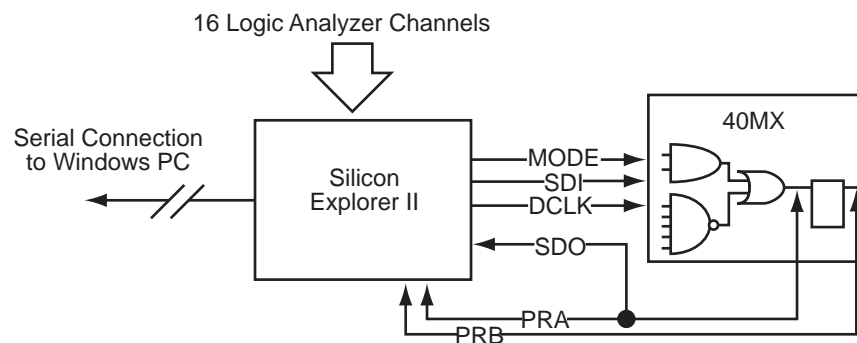 16 Logic Analyzer Channels
Serial Connection
to Windows PC
Silicon
Explorer II
MODE
SDI
DCLK
SDO
PRA
PRB
40MX